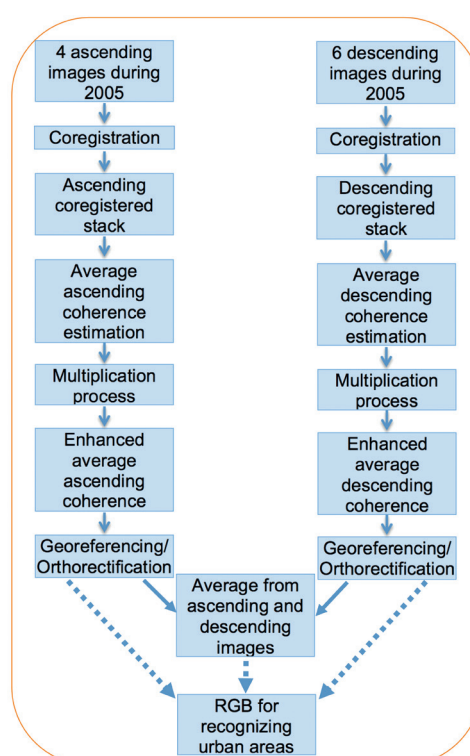 4 ascending
images during
2005
Coregistration
Ascending
coregistered
stack
Average
ascending
coherence
estimation
Multiplication
process
Enhanced
average
ascending
coherence
Georeferencing/
Orthorectification
6 descending
images during
2005
Coregistration
Descending
coregistered
stack
Average
descending
coherence
estimation
Multiplication
process
Enhanced
average
descending
coherence
Georeferencing/
Orthorectification
Average from
ascending and
descending
images
RGB for
recognizing
urban areas